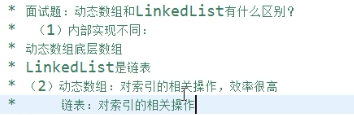 * 面试题：动态数组和LinkedList有什么区别？
* （1）内部实现不同：
* 动态数组底层数组
* LinkedList是链表
* （2）动态数组：对索引的相关操作，效率很高
* 链表：对索引的相关操作